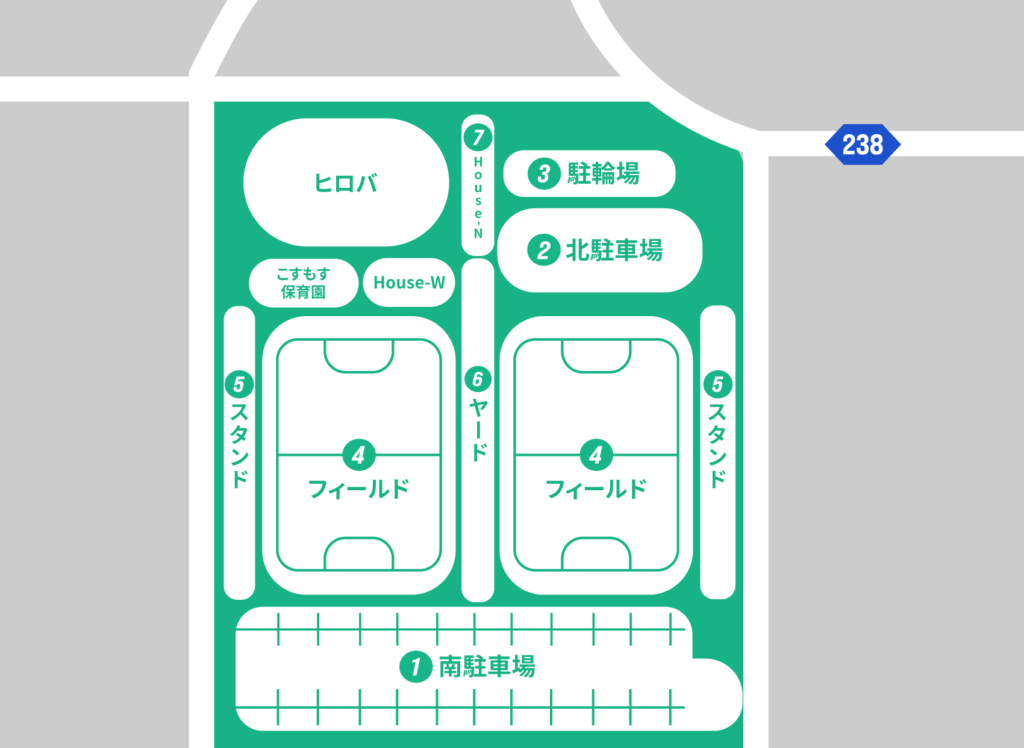 238
7
House-N
3 駐輪場
ヒロバ
2 北駐車場
こすもす
保育園
House-W
5
スタンド
4
フィールド
6
ヤード
4
フィールド
5
スタンド
1 南駐車場